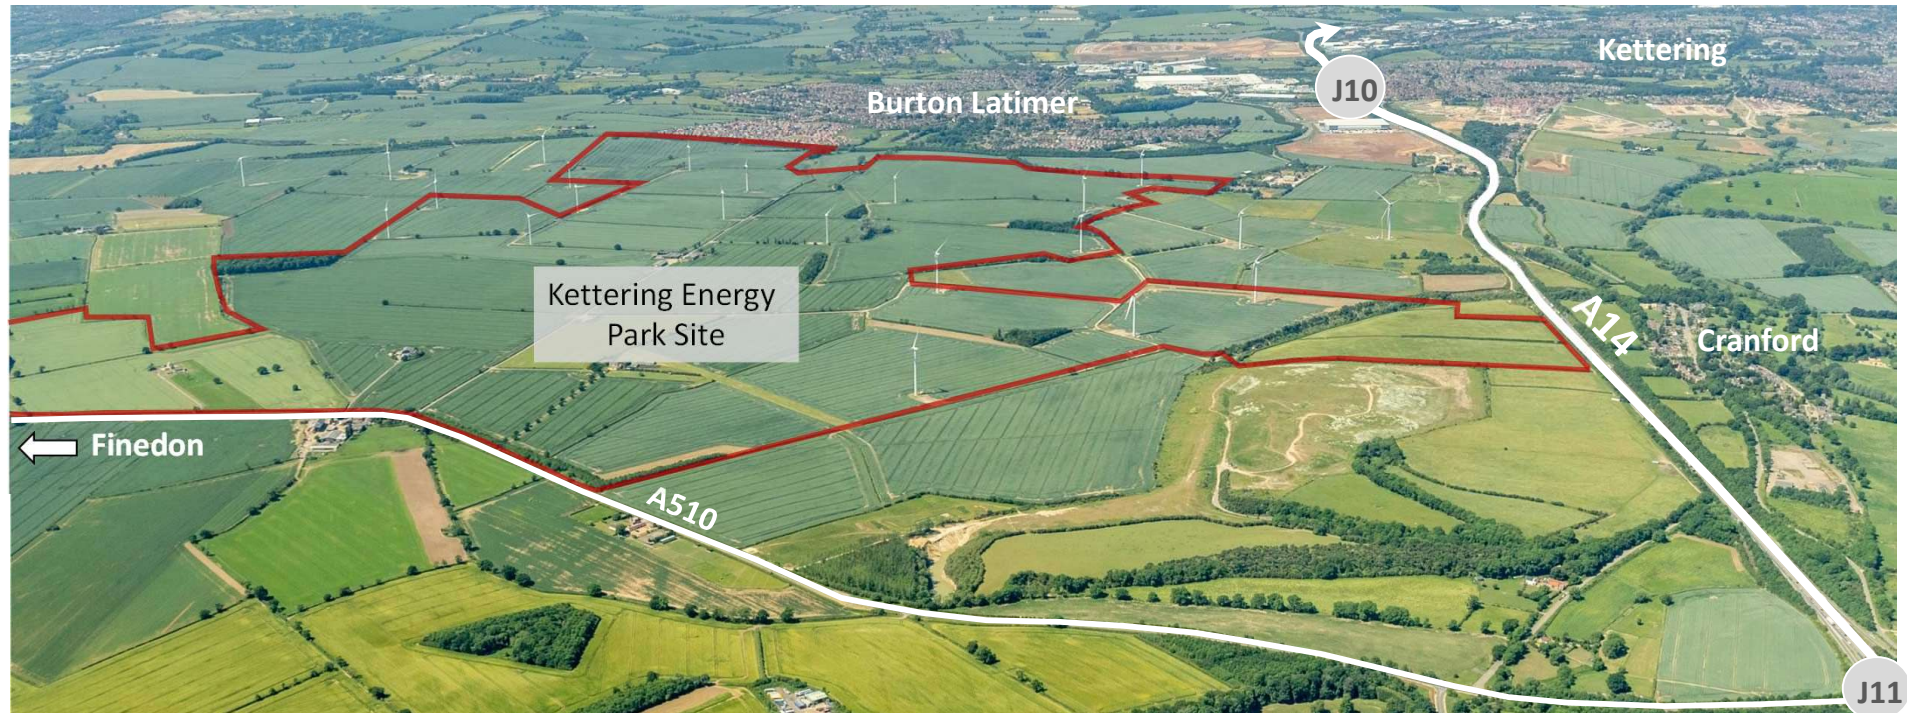 Kettering
J10
Burton Latimer
Kettering Energy
Park Site
A14
Cranford
Finedon
A510
J11